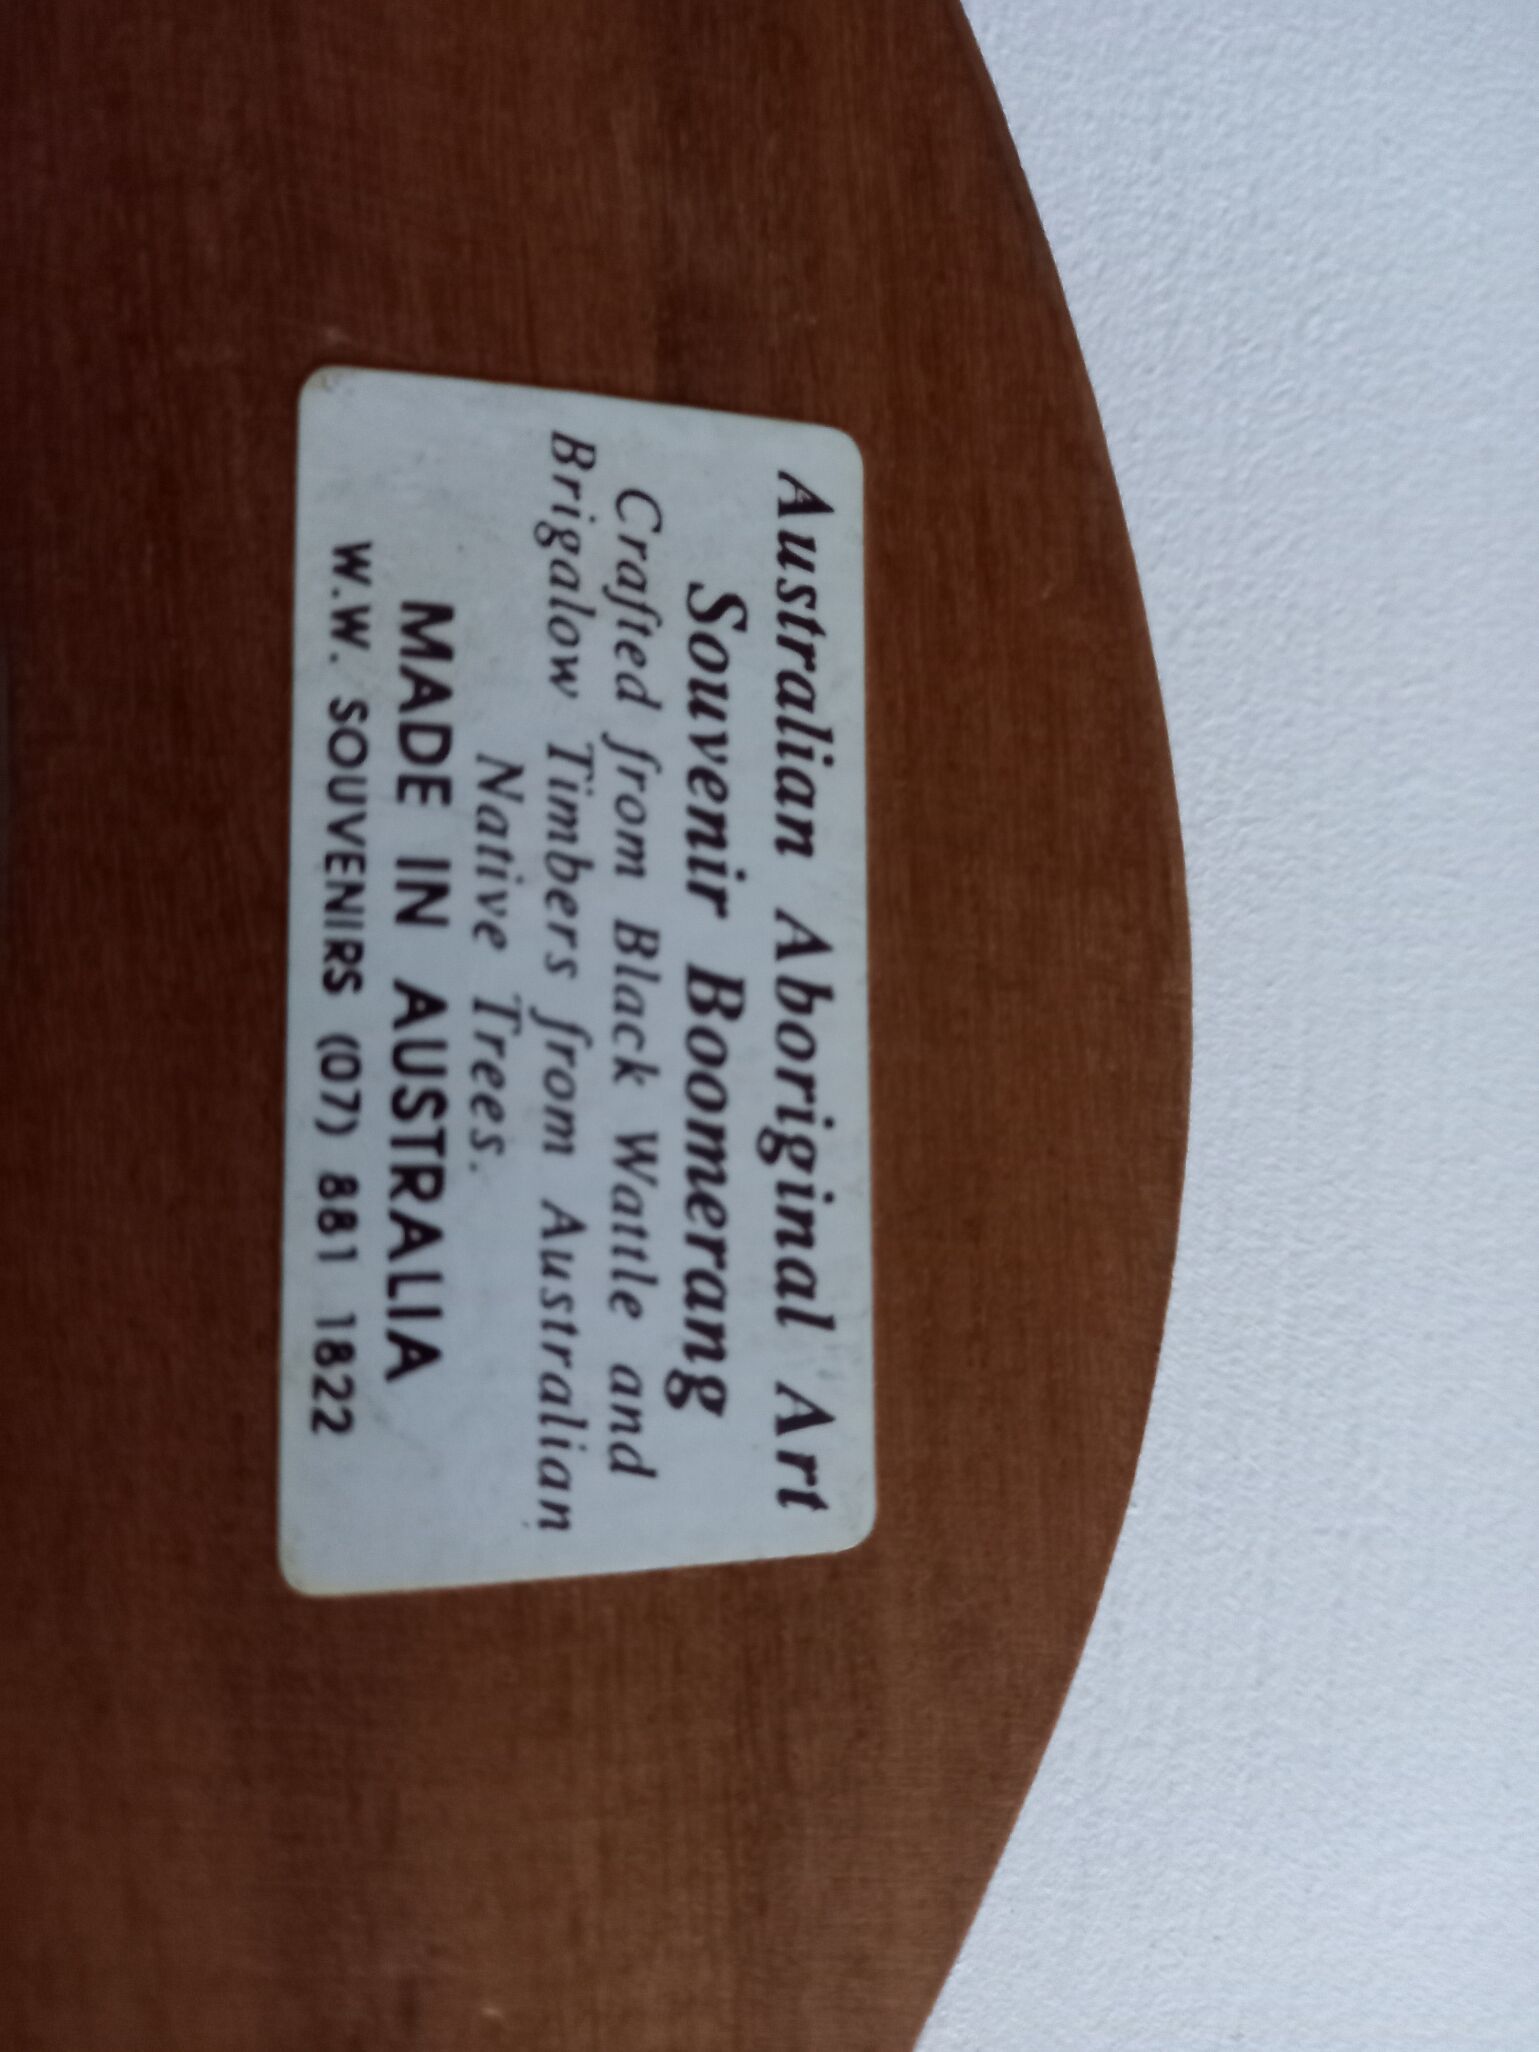 Australian Aboriginal Art
Souvenir Boomerang
Crafted from Black Wattle and
Brigalow Timbers from Australian
Native Trees.
MADE IN AUSTRALIA
W.W. SOUVENIRS (07) 881 1822